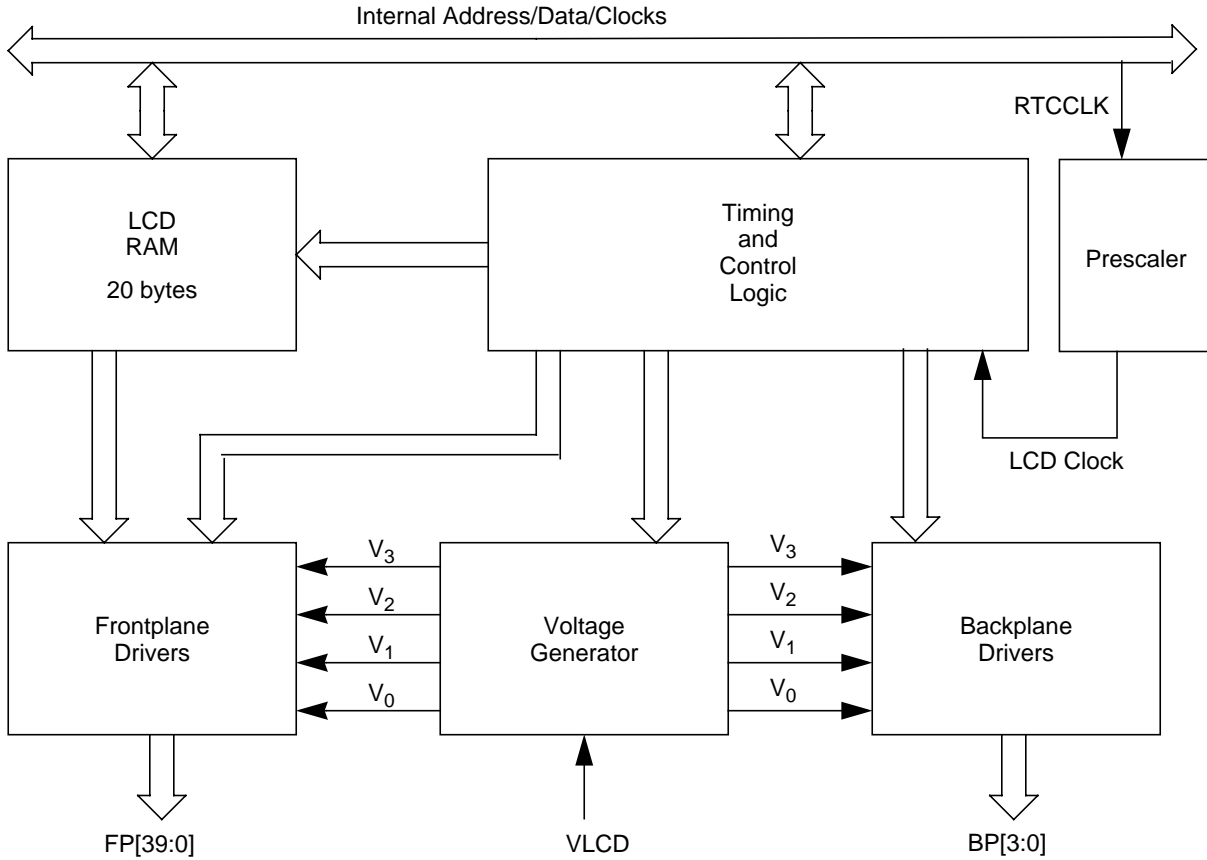 Internal Address/Data/Clocks
RTCCLK
LCD
RAM
20 bytes
Timing
and
Control
Logic
Prescaler
LCD Clock
V3
V2
V1
V0
V3
V2
V1
V0
Frontplane
Drivers
Voltage
Generator
Backplane
Drivers
FP[39:0]
VLCD
BP[3:0]